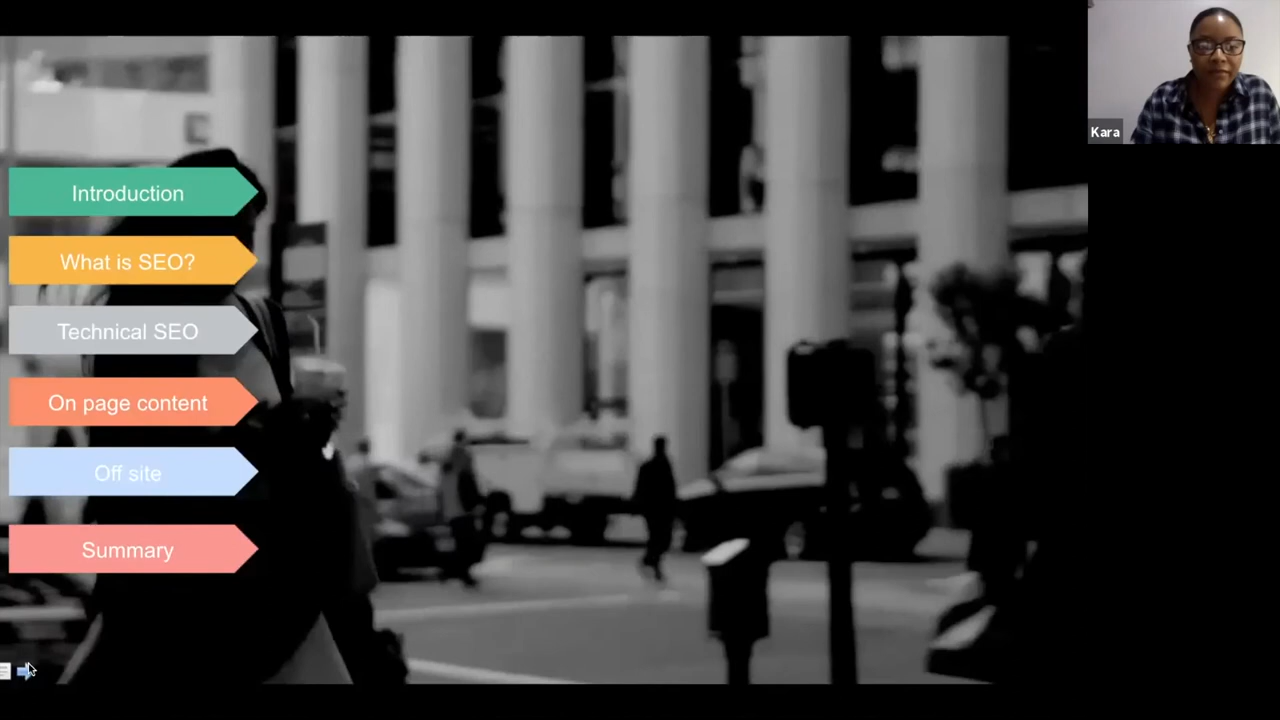 Introduction
What is SEO?
Technical SEO
On page content
Off site
Summary
Kara